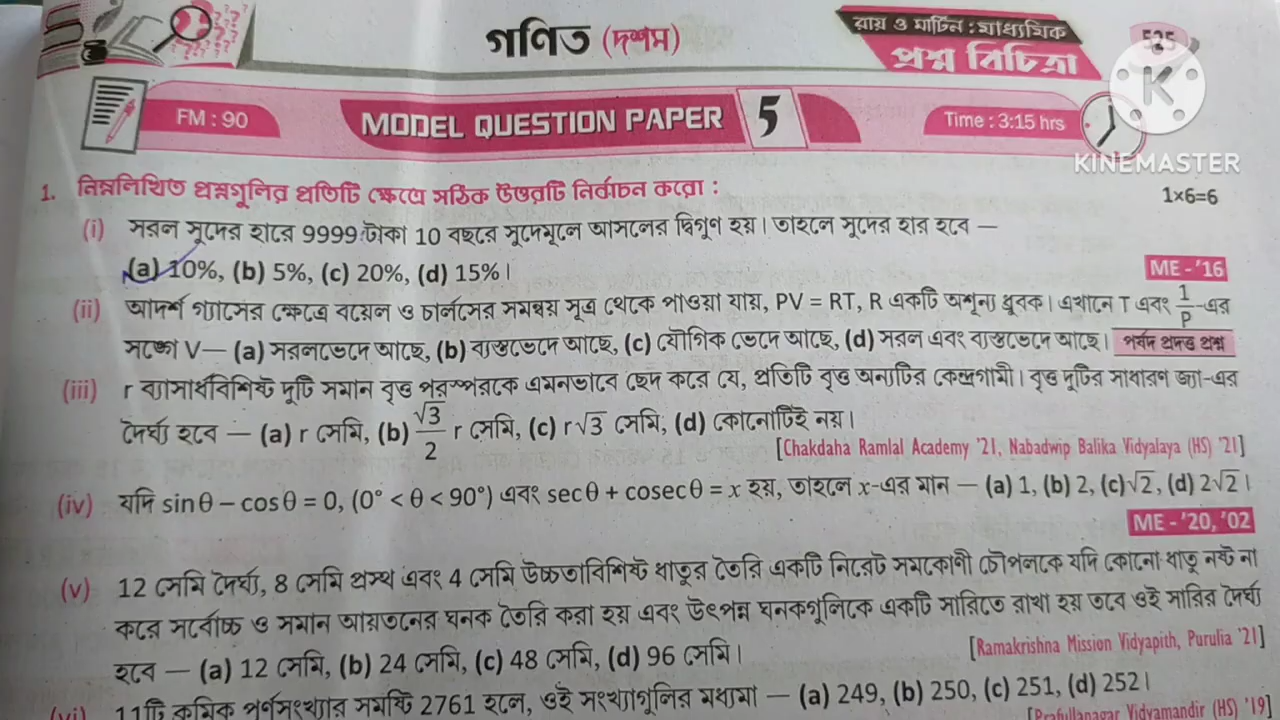 গণিত (দশম)
রায় ও মার্টিন : মাধ্যমিক
প্রশ্ন বিচিত্রা
525
K
KINEMASTER
FM : 90
MODEL QUESTION PAPER 5
Time : 3:15 hrs
1. নিম্নলিখিত প্রশ্নগুলির প্রতিটি ক্ষেত্রে সঠিক উত্তরটি নির্বাচন করো : 1×6=6
(i) সরল সুদের হারে 9999 টাকা 10 বছরে সুদেমূলে আসলের দ্বিগুণ হয়। তাহলে সুদের হার হবে —
(a) 10%, (b) 5%, (c) 20%, (d) 15%। ME - '16
(ii) আদর্শ গ্যাসের ক্ষেত্রে বয়েল ও চার্লসের সমন্বয় সূত্র থেকে পাওয়া যায়, PV = RT, R একটি অশূন্য ধ্রুবক। এখানে T এবং 1/P -এর
সঙ্গে V— (a) সরলভেদে আছে, (b) ব্যস্তভেদে আছে, (c) যৌগিক ভেদে আছে, (d) সরল এবং ব্যস্তভেদে আছে। পর্ষদ প্রদত্ত প্রশ্ন
(iii) r ব্যাসার্ধবিশিষ্ট দুটি সমান বৃত্ত পরস্পরকে এমনভাবে ছেদ করে যে, প্রতিটি বৃত্ত অন্যটির কেন্দ্রগামী। বৃত্ত দুটির সাধারণ জ্যা-এর
দৈর্ঘ্য হবে — (a) r সেমি, (b) √3/2 r সেমি, (c) r√3 সেমি, (d) কোনোটিই নয়।
[Chakdaha Ramlal Academy '21, Nabadwip Balika Vidyalaya (HS) '21]
(iv) যদি sinθ – cosθ = 0, (0° < θ < 90°) এবং secθ + cosecθ = x হয়, তাহলে x-এর মান — (a) 1, (b) 2, (c) √2, (d) 2√2।
ME - '20, '02
(v) 12 সেমি দৈর্ঘ্য, 8 সেমি প্রস্থ এবং 4 সেমি উচ্চতাবিশিষ্ট ধাতুর তৈরি একটি নিরেট সমকোণী চৌপলকে যদি কোনো ধাতু নষ্ট না
করে সর্বোচ্চ ও সমান আয়তনের ঘনক তৈরি করা হয় এবং উৎপন্ন ঘনকগুলিকে একটি সারিতে রাখা হয় তবে ওই সারির দৈর্ঘ্য
হবে — (a) 12 সেমি, (b) 24 সেমি, (c) 48 সেমি, (d) 96 সেমি। [Ramakrishna Mission Vidyapith, Purulia '21]
(vi) 11টি ক্রমিক পূর্ণসংখ্যার সমষ্টি 2761 হলে, ওই সংখ্যাগুলির মধ্যমা — (a) 249, (b) 250, (c) 251, (d) 252।
[Prafullanagar Vidyamandir (HS) '19]